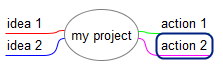 idea 1
idea 2
my project
action 1
action 2